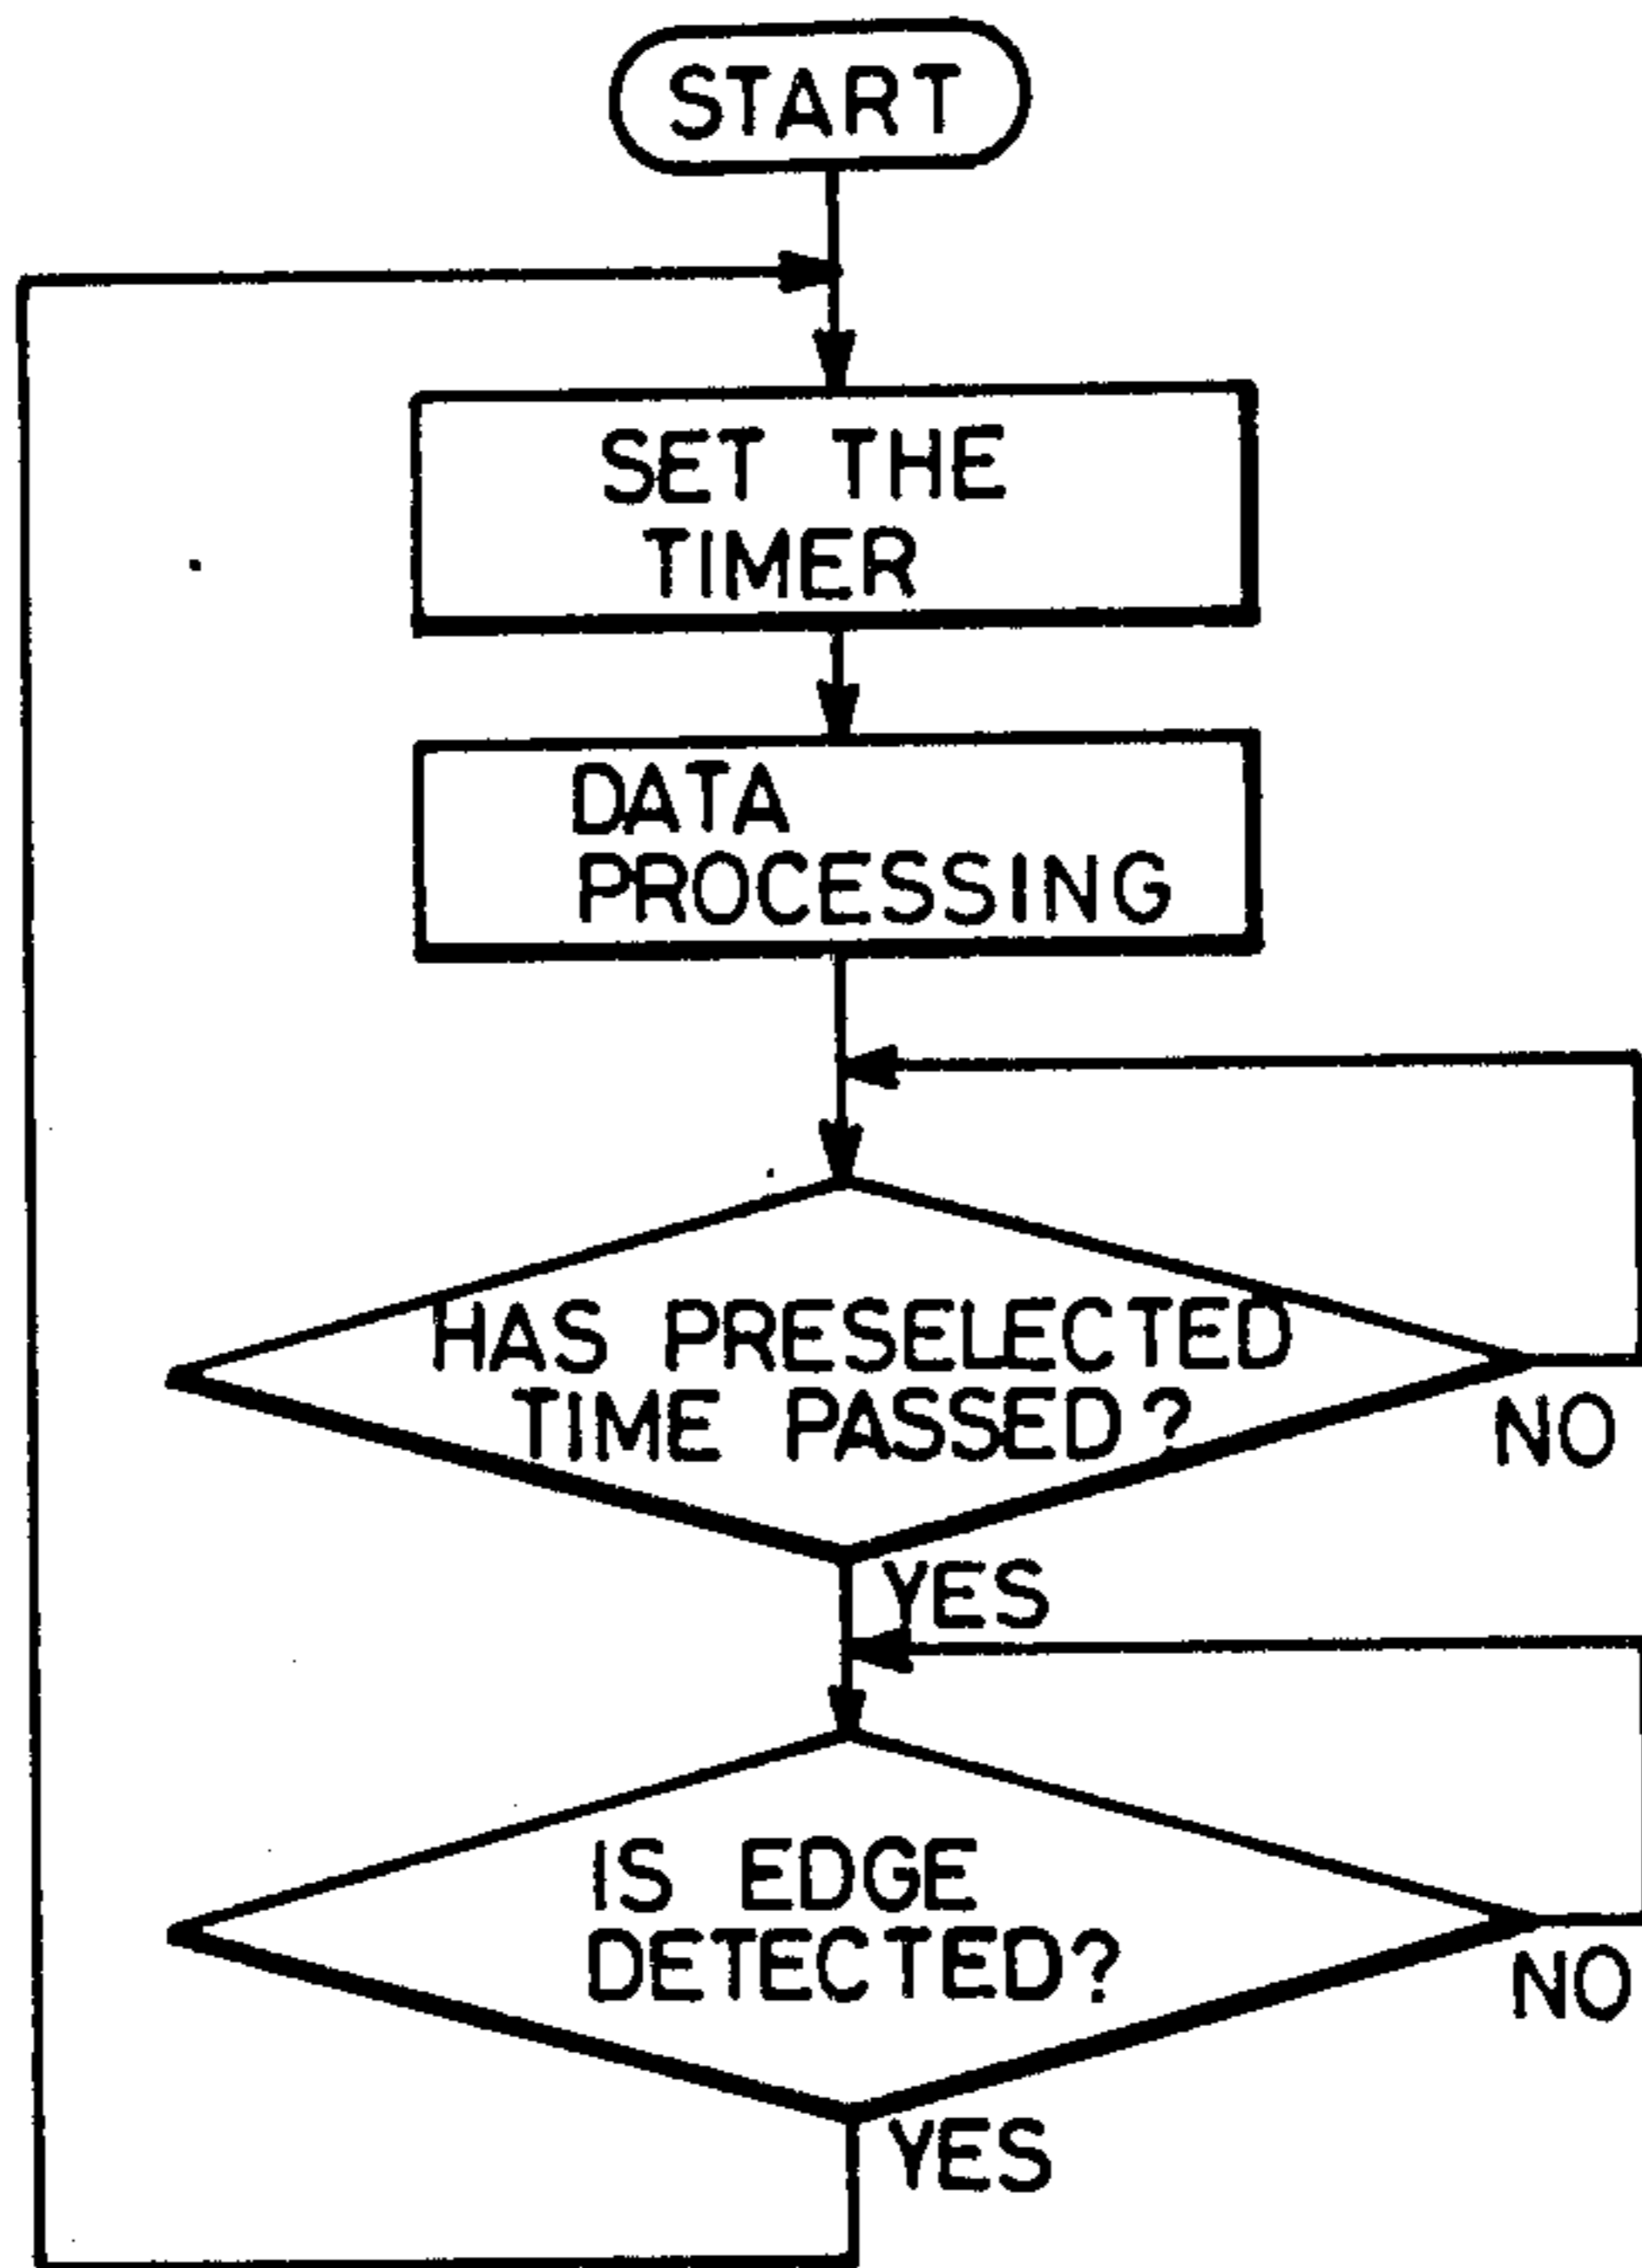 START
SET THE
TIMER
DATA
PROCESSING
HAS PRESELECTED
TIME PASSED?
NO
YES
IS EDGE
DETECTED?
NO
YES